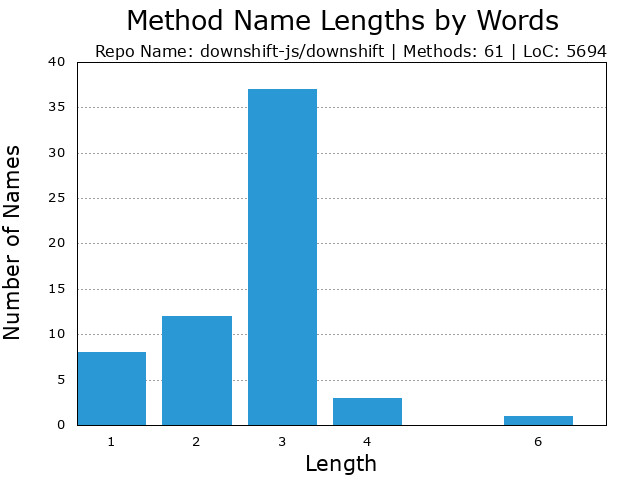 Method Name Lengths by Words
Repo Name: downshift-js/downshift | Methods: 61 | LoC: 5694
Number of Names
40
35
30
25
20
15
10
5
0
1 2 3 4 6
Length